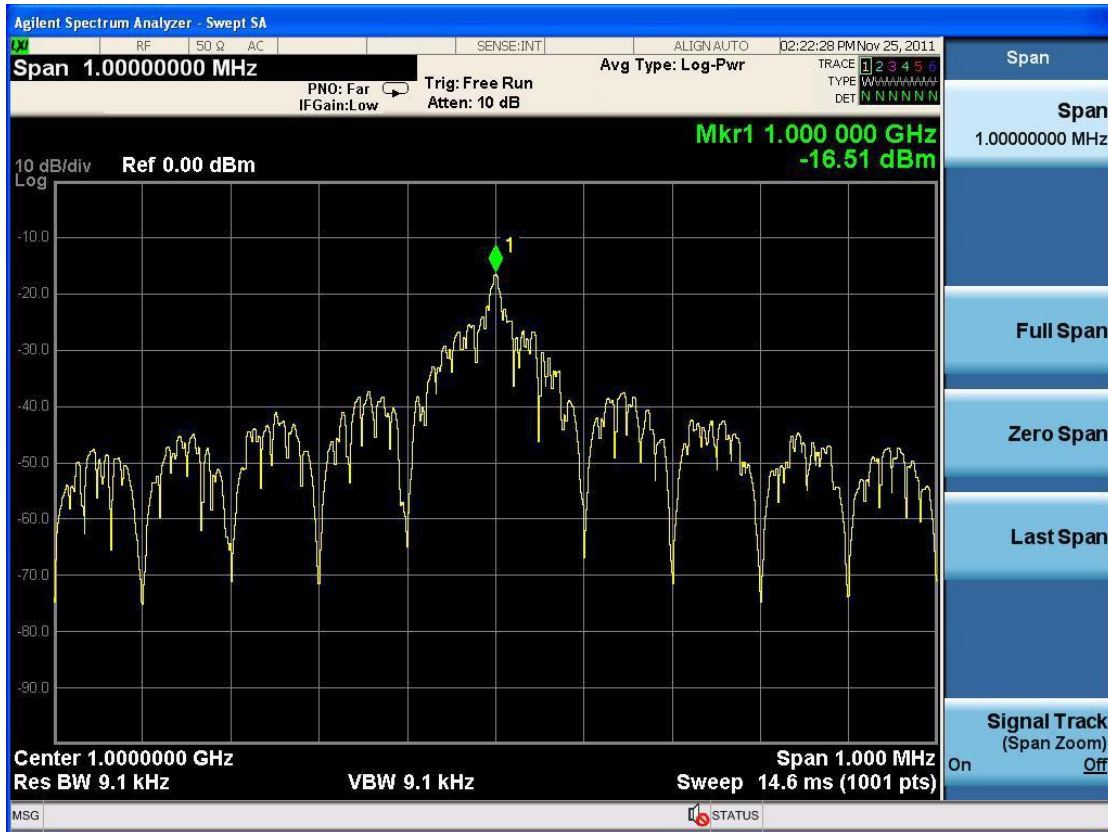 Agilent Spectrum Analyzer - Swept SA
LXI RF 50 Ω AC SENSE:INT ALIGN AUTO 02:22:28 PM Nov 25, 2011
Span 1.00000000 MHz
PNO: Far
IFGain:Low
Trig: Free Run
Atten: 10 dB
Avg Type: Log-Pwr
TRACE 1 2 3 4 5 6
TYPE WWWWWW
DET N N N N N N
Mkr1 1.000 000 GHz
-16.51 dBm
10 dB/div Ref 0.00 dBm
Log
1
-10.0
-20.0
-30.0
-40.0
-50.0
-60.0
-70.0
-80.0
-90.0
Center 1.0000000 GHz Span 1.000 MHz
Res BW 9.1 kHz VBW 9.1 kHz Sweep 14.6 ms (1001 pts)
MSG STATUS
Span
Span
1.00000000 MHz
Full Span
Zero Span
Last Span
Signal Track
(Span Zoom)
On Off